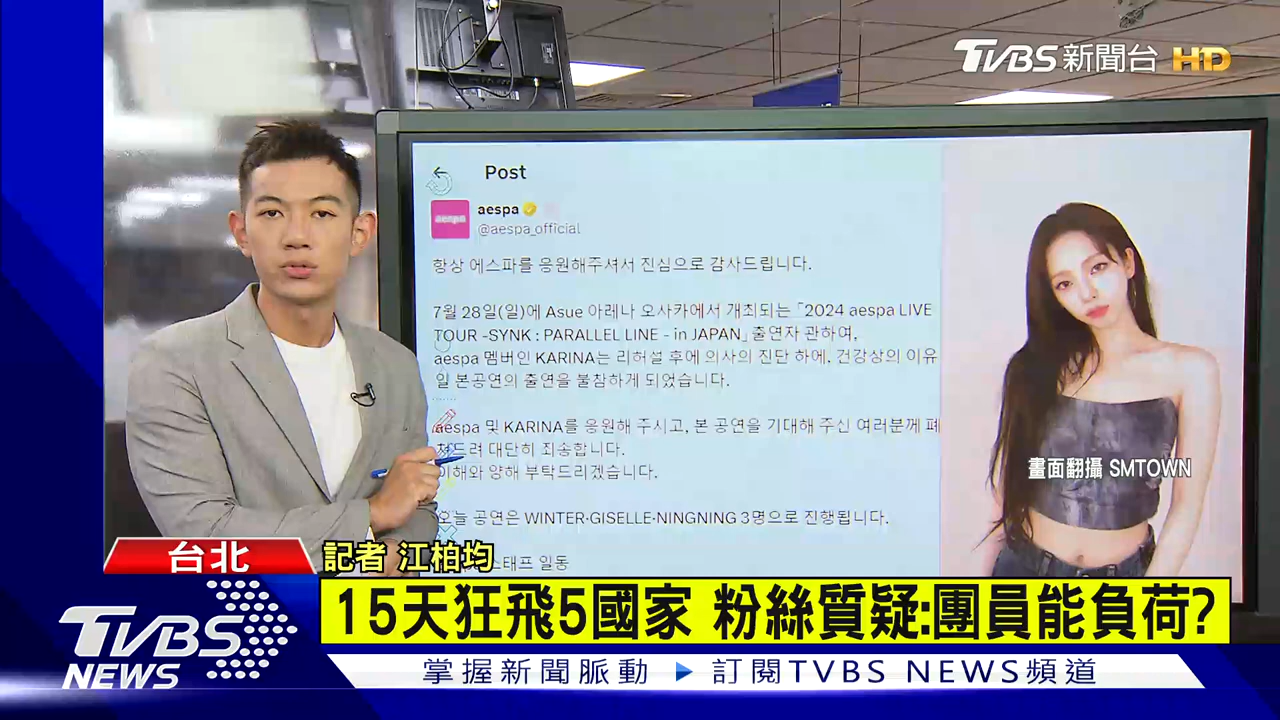 TVBS新聞台 HD
Post
aespa
aespa
@aespa_official
항상 에스파를 응원해주셔서 진심으로 감사드립니다.
7월 28일(일)에 Asue 아레나 오사카에서 개최되는 「2024 aespa LIVE
TOUR -SYNK : PARALLEL LINE - in JAPAN」 출연자 관하여,
aespa 멤버인 KARINA는 리허설 후에 의사의 진단 하에, 건강상의 이유
일 본공연의 출연을 불참하게 되었습니다.
aespa 및 KARINA를 응원해 주시고, 본 공연을 기대해 주신 여러분께 폐
쳐드려 대단히 죄송합니다.
이해와 양해 부탁드리겠습니다.
오늘 공연은 WINTER·GISELLE·NINGNING 3명으로 진행됩니다.
스태프 일동
畫面翻攝 SMTOWN
台北
記者 江柏均
15天狂飛5國家 粉絲質疑:團員能負荷?
TVBS
NEWS
掌握新聞脈動 ▶ 訂閱TVBS NEWS頻道